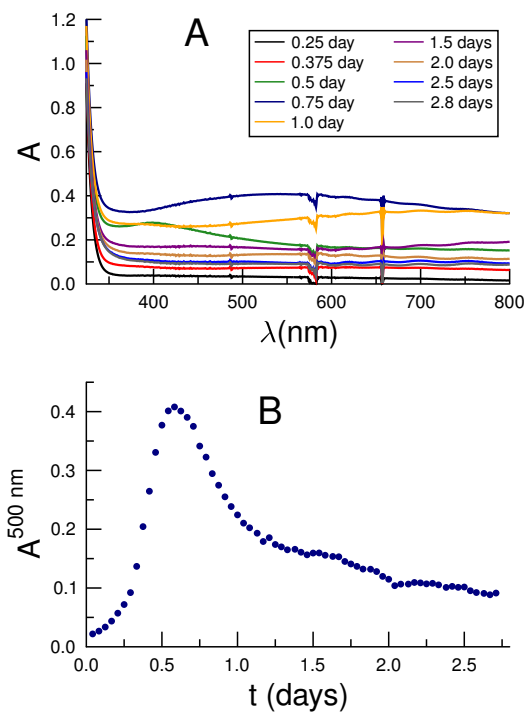 A
1.2
1.0
0.8
0.6
0.4
0.2
0
A
0.25 day
0.375 day
0.5 day
0.75 day
1.0 day
1.5 days
2.0 days
2.5 days
2.8 days
400 500 600 700 800
λ(nm)
B
0.4
0.3
0.2
0.1
0.0
A500 nm
0.0 0.5 1.0 1.5 2.0 2.5
t (days)